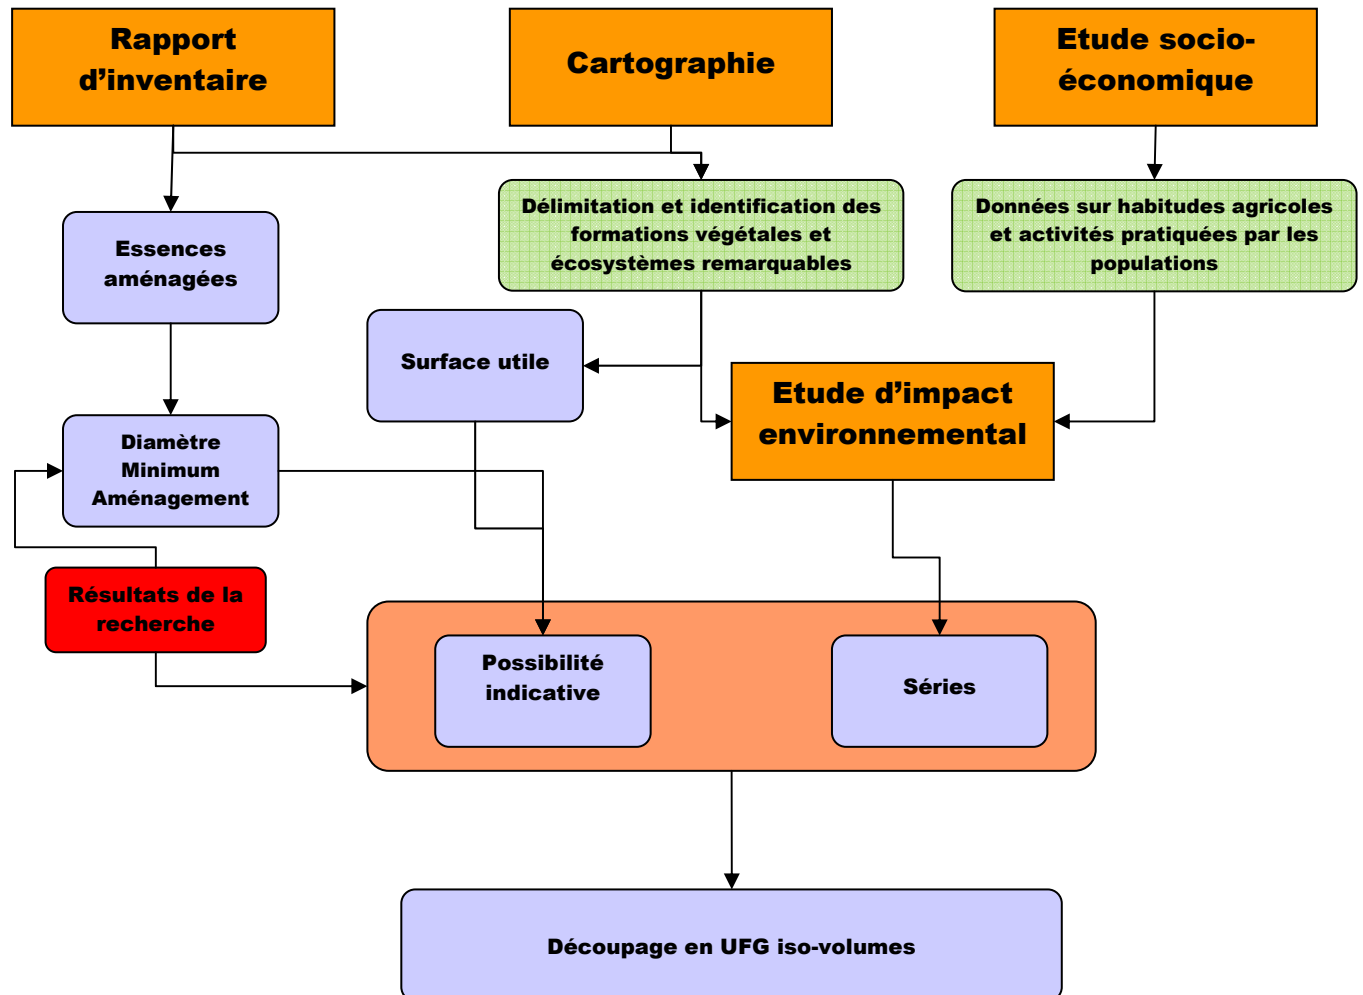 Rapport
d’inventaire
Cartographie
Etude socio-
économique
Délimitation et identification des
formations végétales et
écosystèmes remarquables
Données sur habitudes agricoles
et activités pratiquées par les
populations
Essences
aménagées
Surface utile
Etude d’impact
environnemental
Diamètre
Minimum
Aménagement
Résultats de la
recherche
Possibilité
indicative
Séries
Découpage en UFG iso-volumes